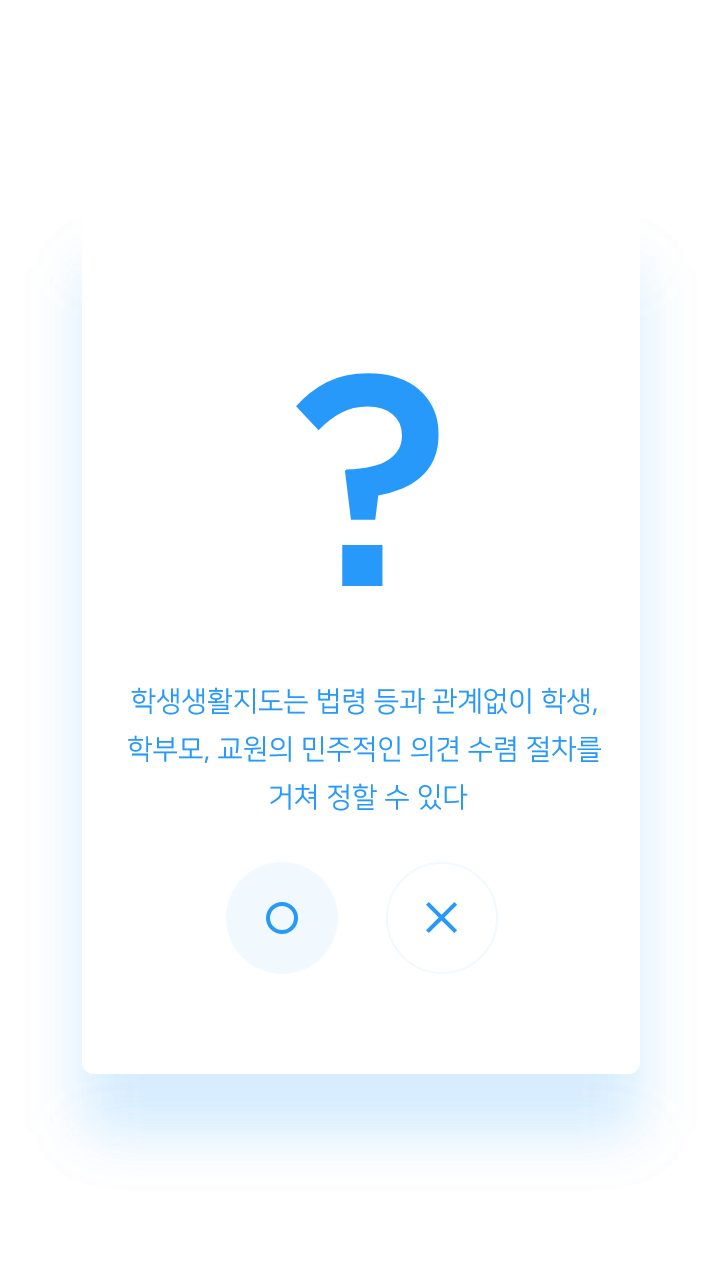 ?
학생생활지도는 법령 등과 관계없이 학생,
학부모, 교원의 민주적인 의견 수렴 절차를
거쳐 정할 수 있다